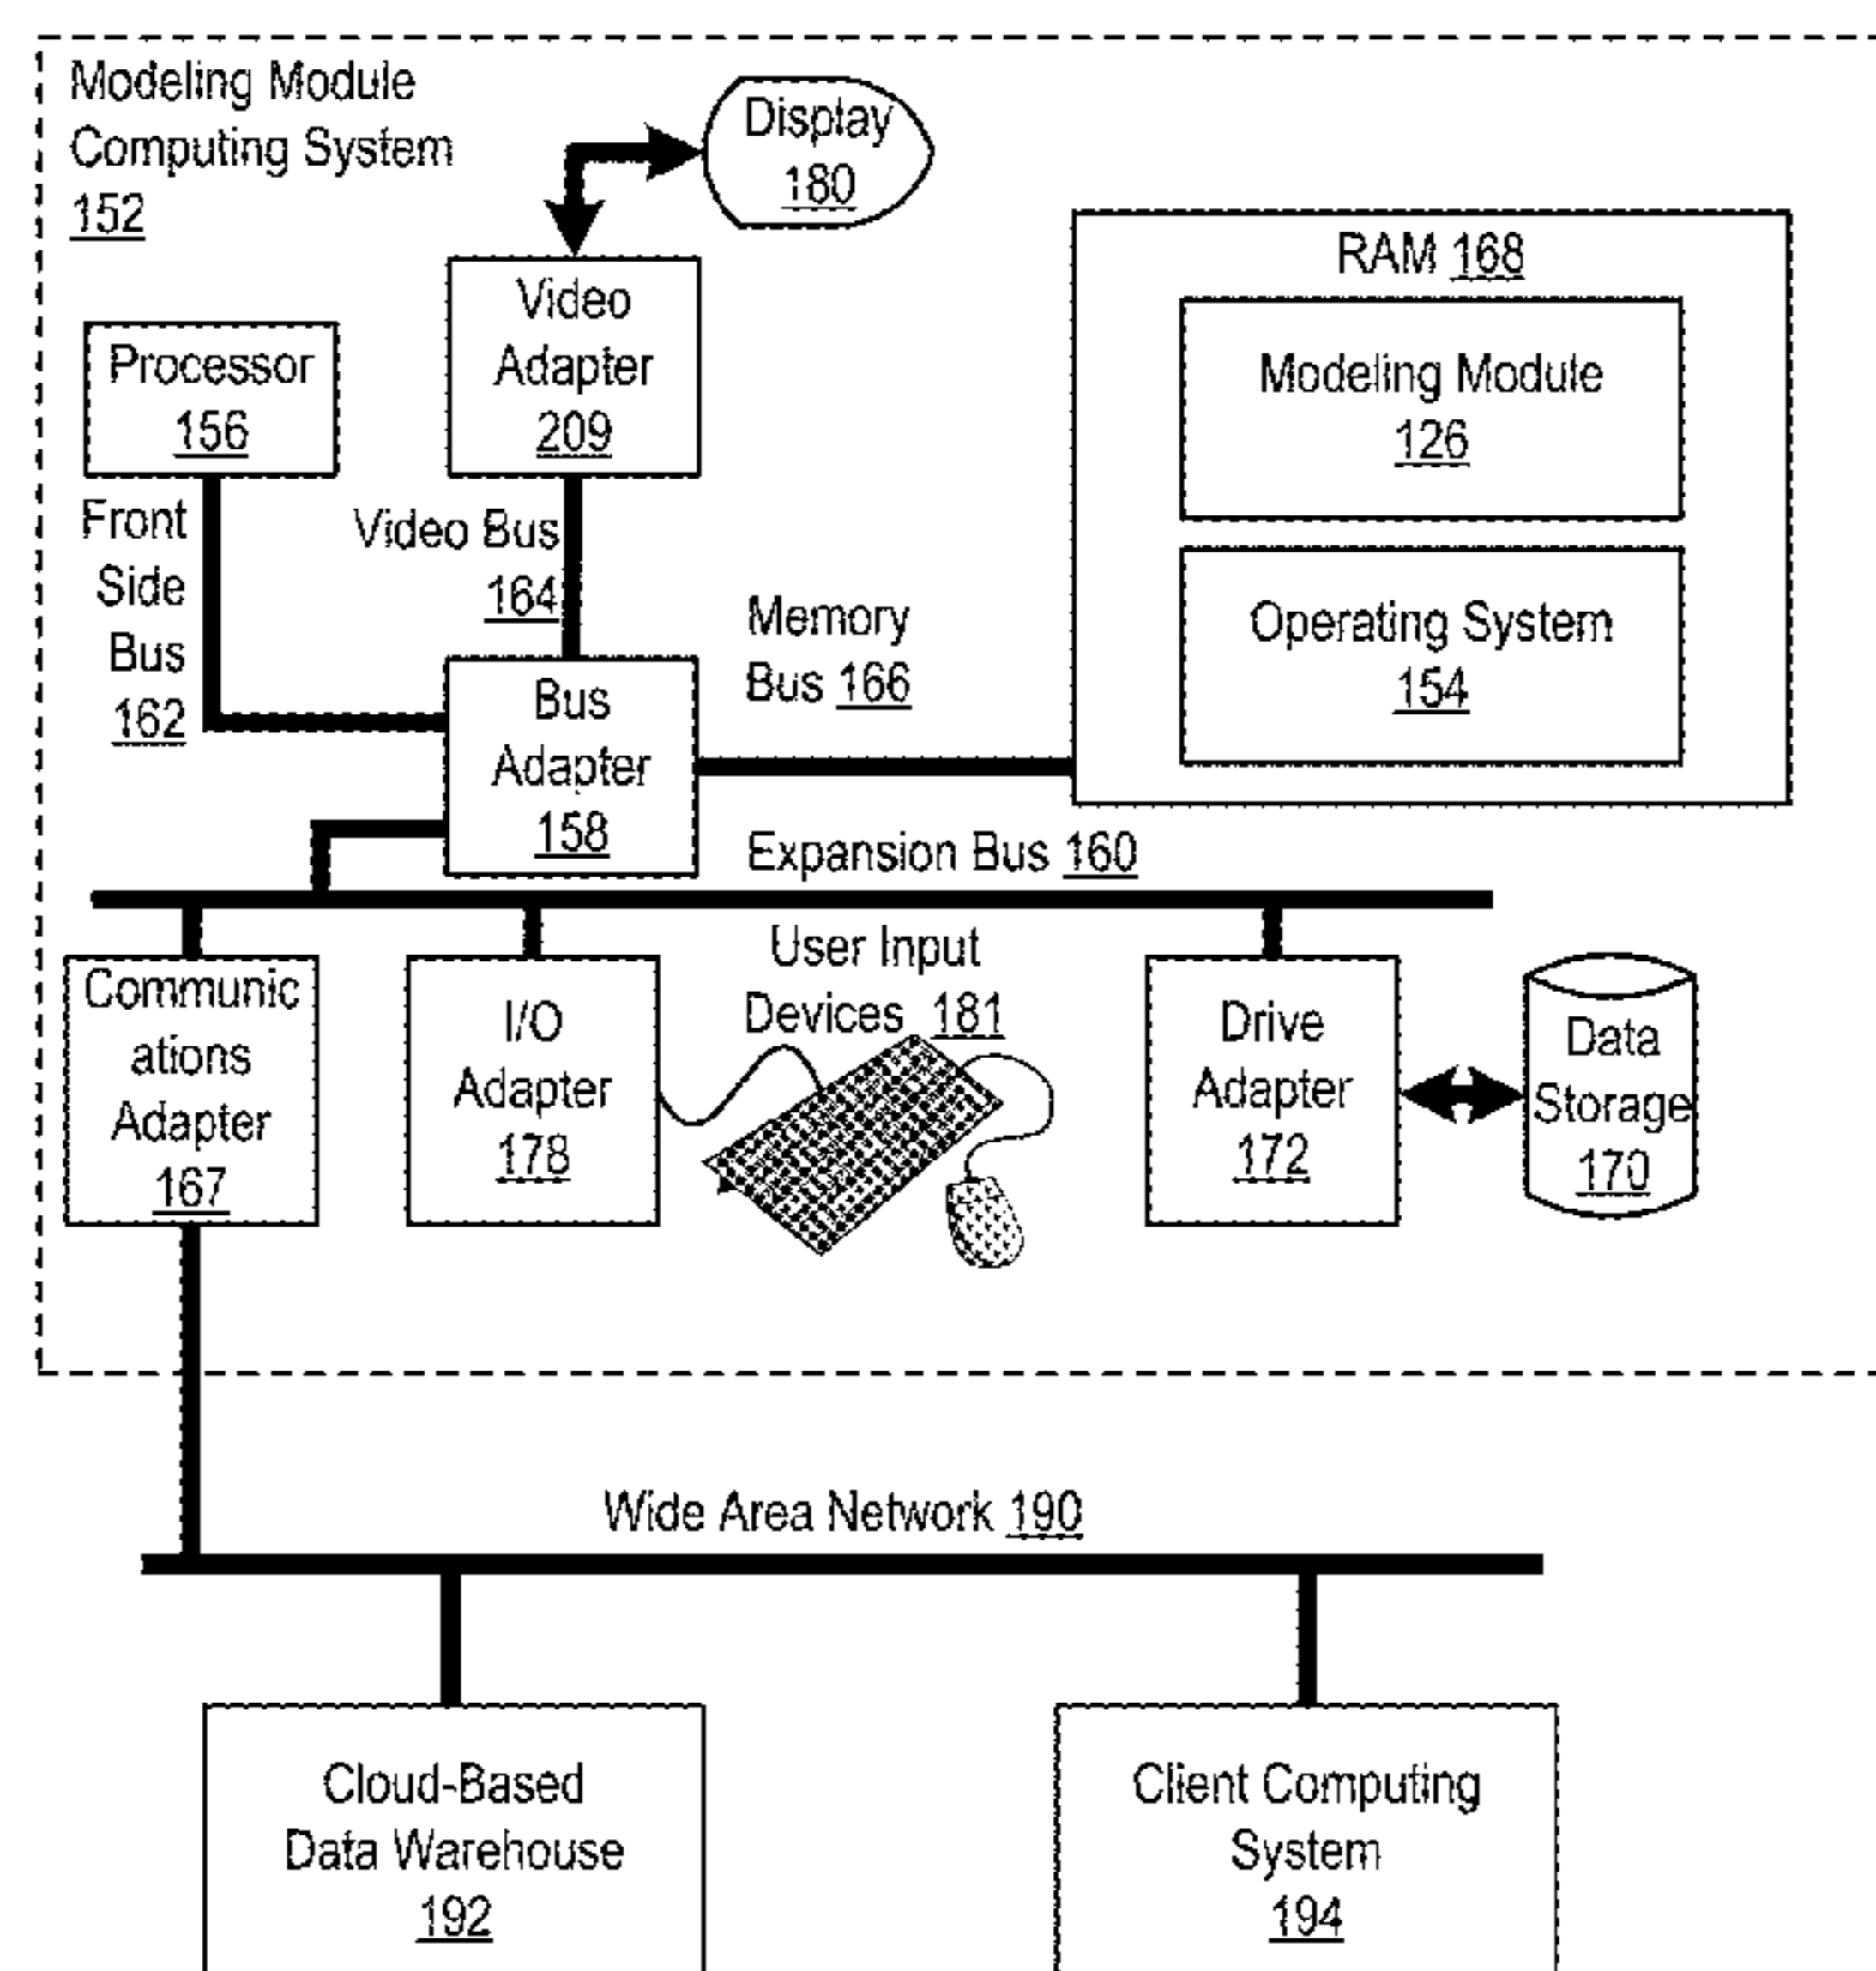 Modeling Module
Computing System
152
Display
180
Video
Adapter
209
Processor
156
RAM 168
Modeling Module
126
Operating System
154
Front
Side
Bus
162
Video Bus
164
Memory
Bus 166
Bus
Adapter
158
Expansion Bus 160
Communic
ations
Adapter
167
I/O
Adapter
178
User Input
Devices 181
Drive
Adapter
172
Data
Storage
170
Wide Area Network 190
Cloud-Based
Data Warehouse
192
Client Computing
System
194